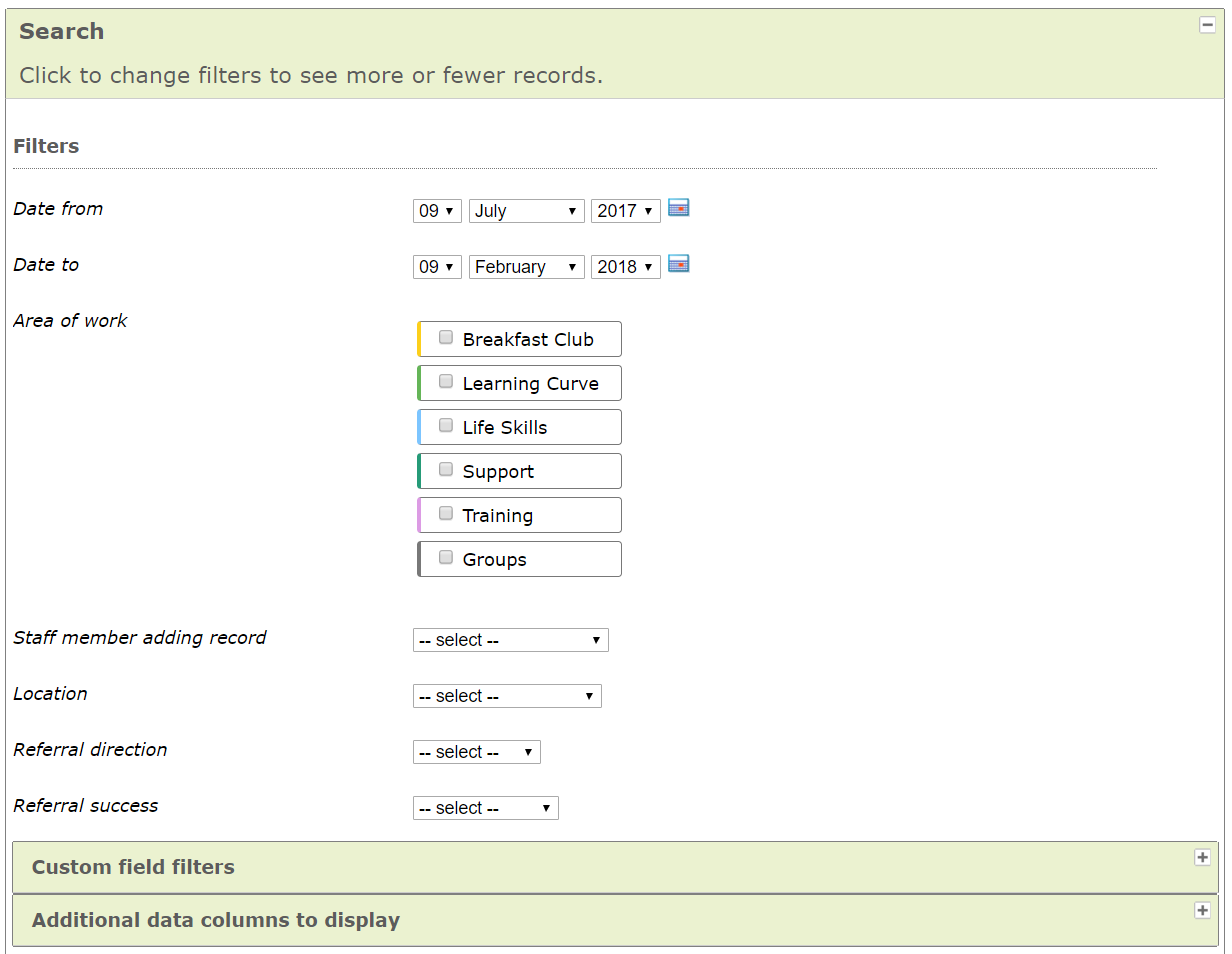 Search
Click to change filters to see more or fewer records.
Filters
Date from 09 July 2017
Date to 09 February 2018
Area of work
Breakfast Club
Learning Curve
Life Skills
Support
Training
Groups
Staff member adding record -- select --
Location -- select --
Referral direction -- select --
Referral success -- select --
Custom field filters
Additional data columns to display